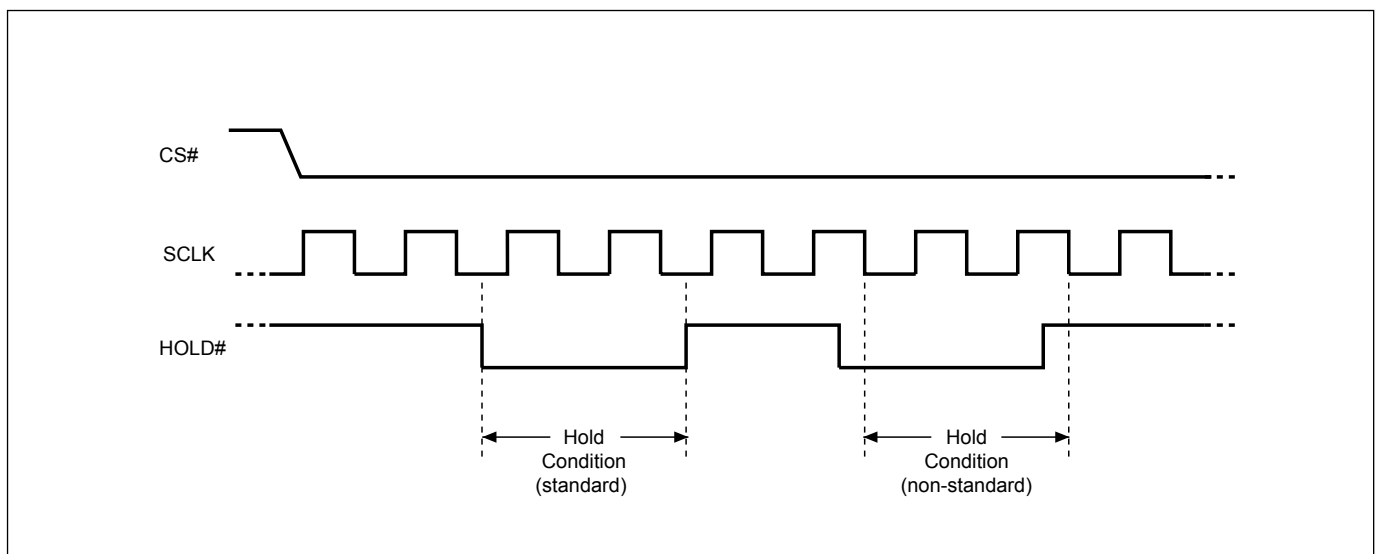 CS#
SCLK
HOLD#
Hold
Condition
(standard)
Hold
Condition
(non-standard)